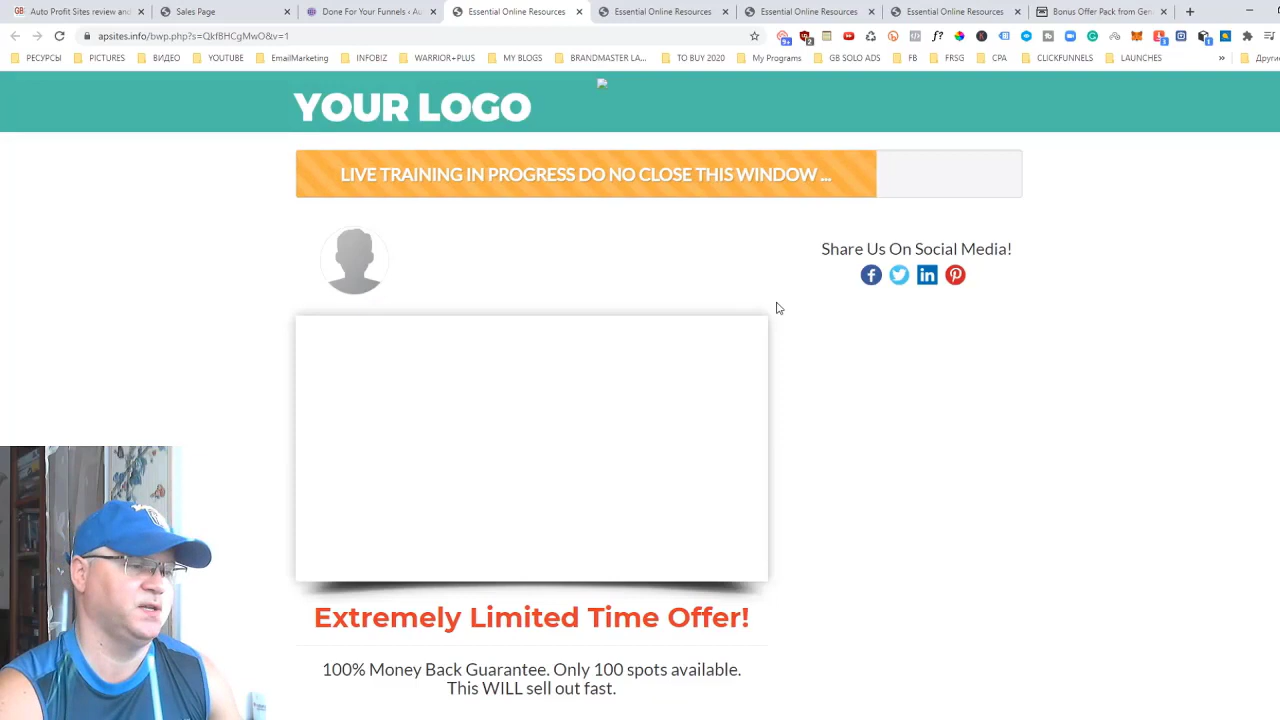 Auto Profit Sites review and
Sales Page
Done For Your Funnels ‹ Au
Essential Online Resources
Essential Online Resources
Essential Online Resources
Essential Online Resources
Bonus Offer Pack from Gen
apsites.info/bwp.php?s=QkfBHCgMwO&v=1
РЕСУРСЫ
PICTURES
ВИДЕО
YOUTUBE
EmailMarketing
INFOBIZ
WARRIOR+PLUS
MY BLOGS
BRANDMASTER LA...
TO BUY 2020
My Programs
GB SOLO ADS
FB
FRSG
CPA
CLICKFUNNELS
LAUNCHES
»
Други
YOUR LOGO
LIVE TRAINING IN PROGRESS DO NO CLOSE THIS WINDOW ...
Share Us On Social Media!
Extremely Limited Time Offer!
100% Money Back Guarantee. Only 100 spots available.
This WILL sell out fast.